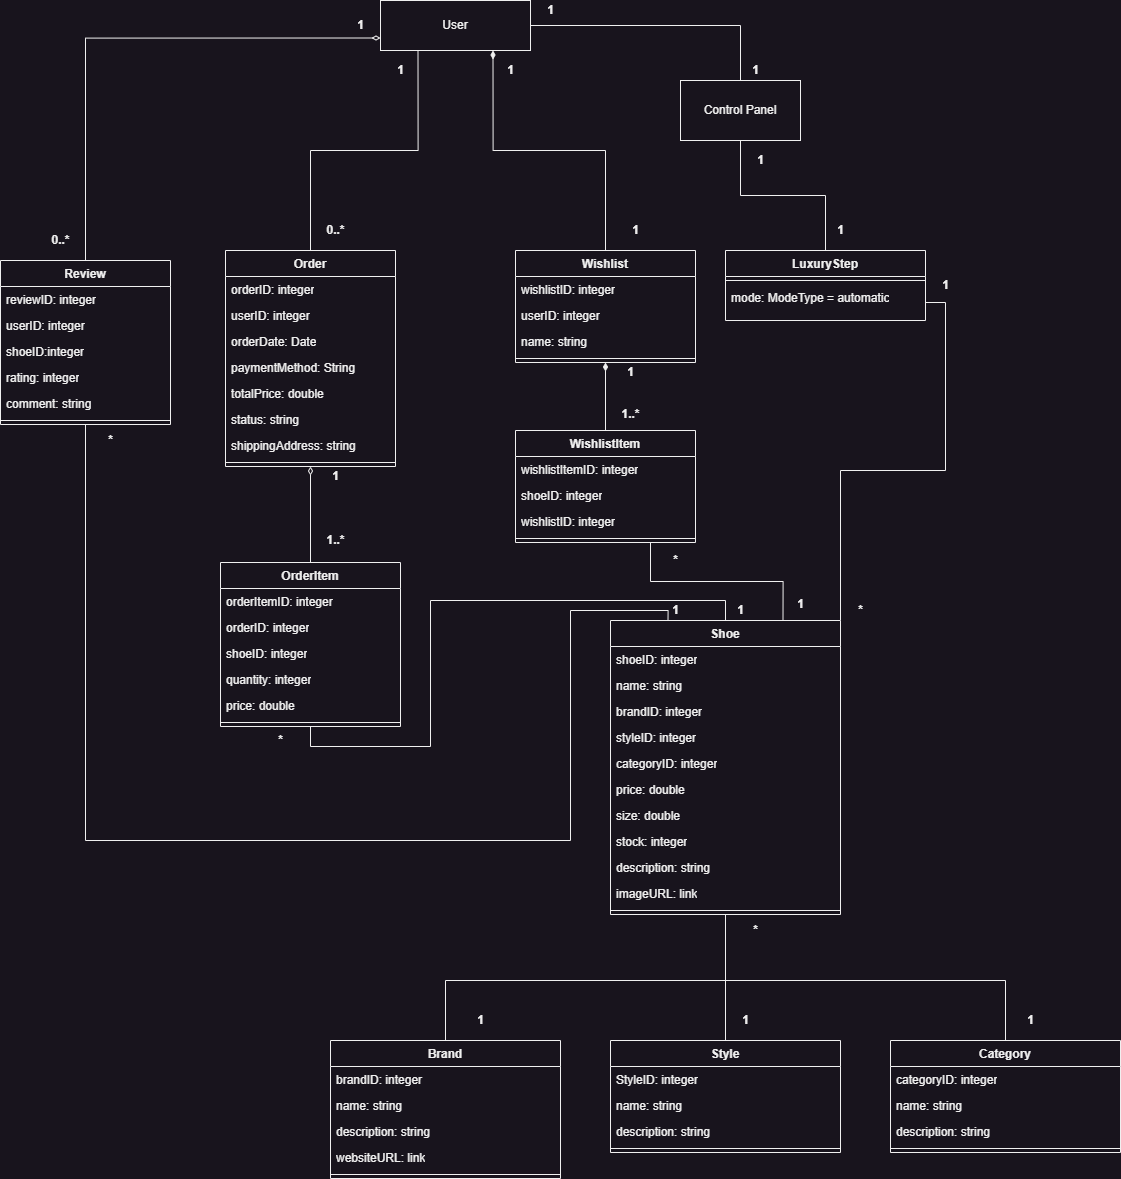 User
1
1
1
1
1
Control Panel
1
0..*
0..*
1
1
Review
reviewID: integer
userID: integer
shoeID:integer
rating: integer
comment: string
*
Order
orderID: integer
userID: integer
orderDate: Date
paymentMethod: String
totalPrice: double
status: string
shippingAddress: string
1
1..*
Wishlist
wishlistID: integer
userID: integer
name: string
1
1..*
LuxuryStep
mode: ModeType = automatic
1
WishlistItem
wishlistItemID: integer
shoeID: integer
wishlistID: integer
*
OrderItem
orderItemID: integer
orderID: integer
shoeID: integer
quantity: integer
price: double
*
1
1
1
*
Shoe
shoeID: integer
name: string
brandID: integer
styleID: integer
categoryID: integer
price: double
size: double
stock: integer
description: string
imageURL: link
*
1
1
1
Brand
brandID: integer
name: string
description: string
websiteURL: link
Style
StyleID: integer
name: string
description: string
Category
categoryID: integer
name: string
description: string